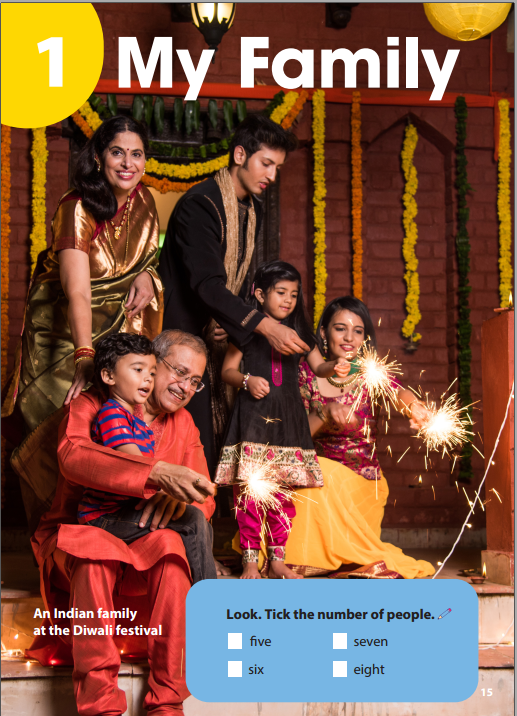 1 My Family
An Indian family
at the Diwali festival
Look. Tick the number of people.
five
seven
six
eight
15